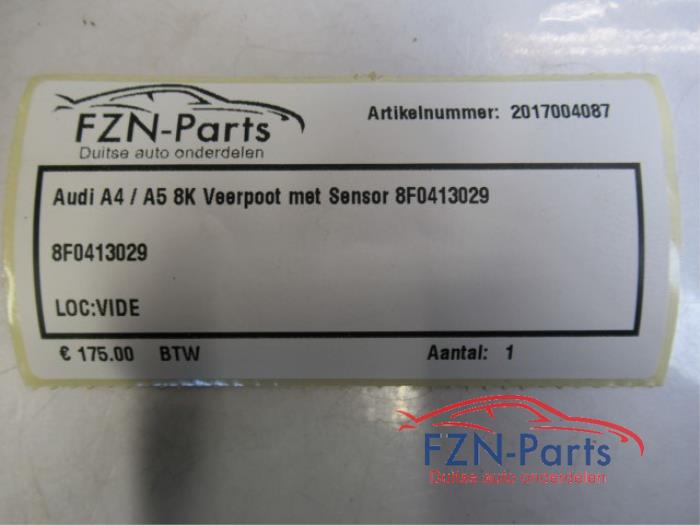 FZN-Parts
Duitse auto onderdelen
Artikelnummer: 2017004087
Audi A4 / A5 8K Veerpoot met Sensor 8F0413029
8F0413029
LOC:VIDE
€ 175.00 BTW Aantal: 1
FZN-Parts
Duitse auto onderdelen